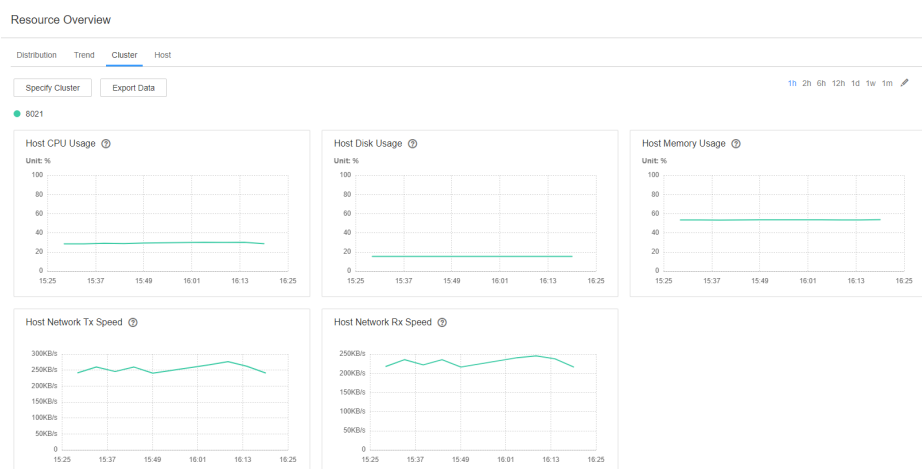 Resource Overview
Distribution Trend Cluster Host
Specify Cluster Export Data 1h 2h 6h 12h 1d 1w 1m
8021
Host CPU Usage
Unit: %
100
80
60
40
20
0
15:25 15:37 15:49 16:01 16:13 16:25
Host Disk Usage
Unit: %
100
80
60
40
20
0
15:25 15:37 15:49 16:01 16:13 16:25
Host Memory Usage
Unit: %
100
80
60
40
20
0
15:25 15:37 15:49 16:01 16:13 16:25
Host Network Tx Speed
300KB/s
250KB/s
200KB/s
150KB/s
100KB/s
50KB/s
0
15:25 15:37 15:49 16:01 16:13 16:25
Host Network Rx Speed
250KB/s
200KB/s
150KB/s
100KB/s
50KB/s
0
15:25 15:37 15:49 16:01 16:13 16:25